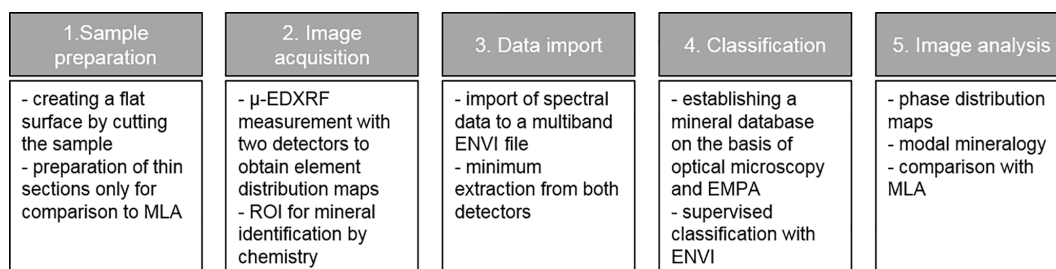 1.Sample
preparation
- creating a flat
surface by cutting
the sample
- preparation of thin
sections only for
comparison to MLA
2. Image
acquisition
- µ-EDXRF
measurement with
two detectors to
obtain element
distribution maps
- ROI for mineral
identification by
chemistry
3. Data import
- import of spectral
data to a multiband
ENVI file
- minimum
extraction from both
detectors
4. Classification
- establishing a
mineral database
on the basis of
optical microscopy
and EMPA
- supervised
classification with
ENVI
5. Image analysis
- phase distribution
maps
- modal mineralogy
- comparison with
MLA